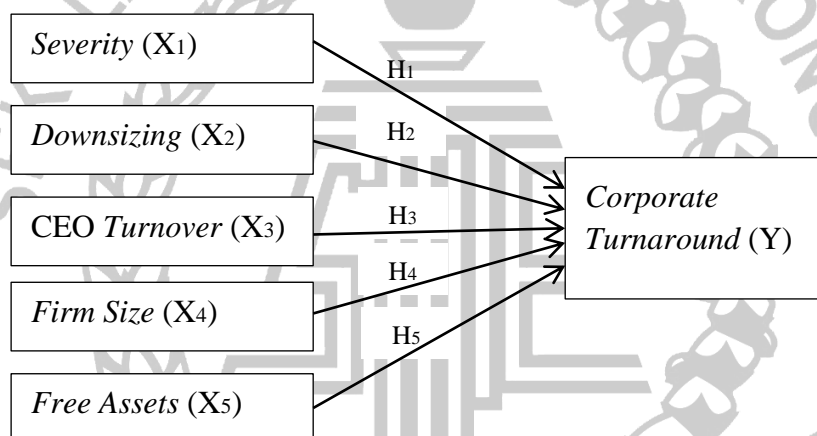 Severity (X1)
H1
Downsizing (X2)
H2
CEO Turnover (X3)
H3
Corporate
Turnaround (Y)
Firm Size (X4)
H4
Free Assets (X5)
H5